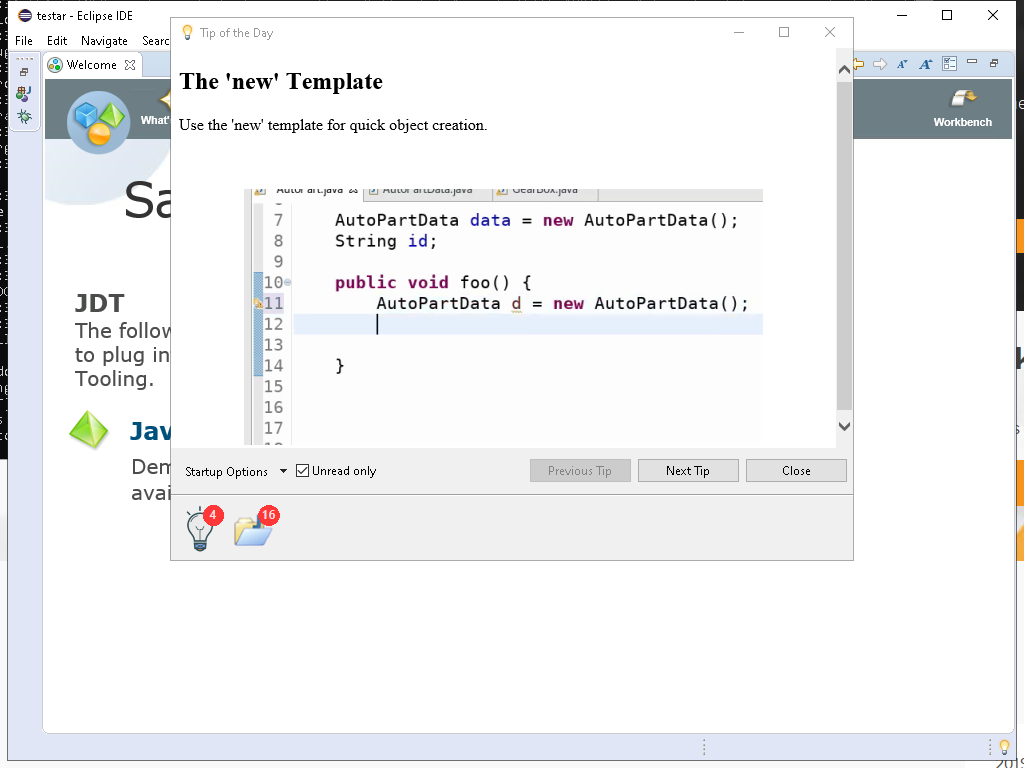 testar - Eclipse IDE
File Edit Navigate Searc
Tip of the Day
Welcome
The 'new' Template
Use the 'new' template for quick object creation.
What'
Workbench
Sa
AutoPart.java AutoPartData.java GearBox.java
7 AutoPartData data = new AutoPartData();
8 String id;
9
10 public void foo() {
11 AutoPartData d = new AutoPartData();
12
13
14 }
15
16
17
JDT
The follow
to plug in
Tooling.
Jav
Dem
avai
Startup Options Unread only Previous Tip Next Tip Close
4 16